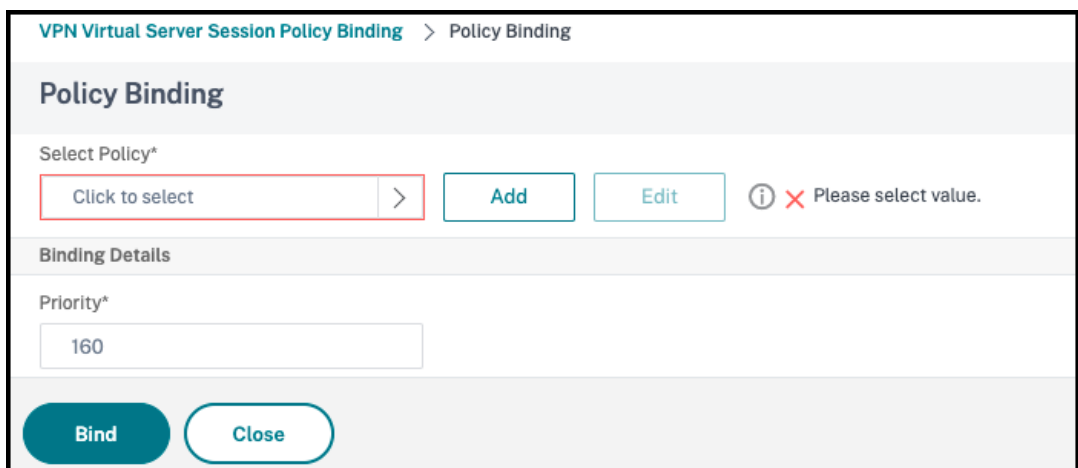 VPN Virtual Server Session Policy Binding > Policy Binding
Policy Binding
Select Policy*
Click to select > Add Edit i Please select value.
Binding Details
Priority*
160
Bind Close